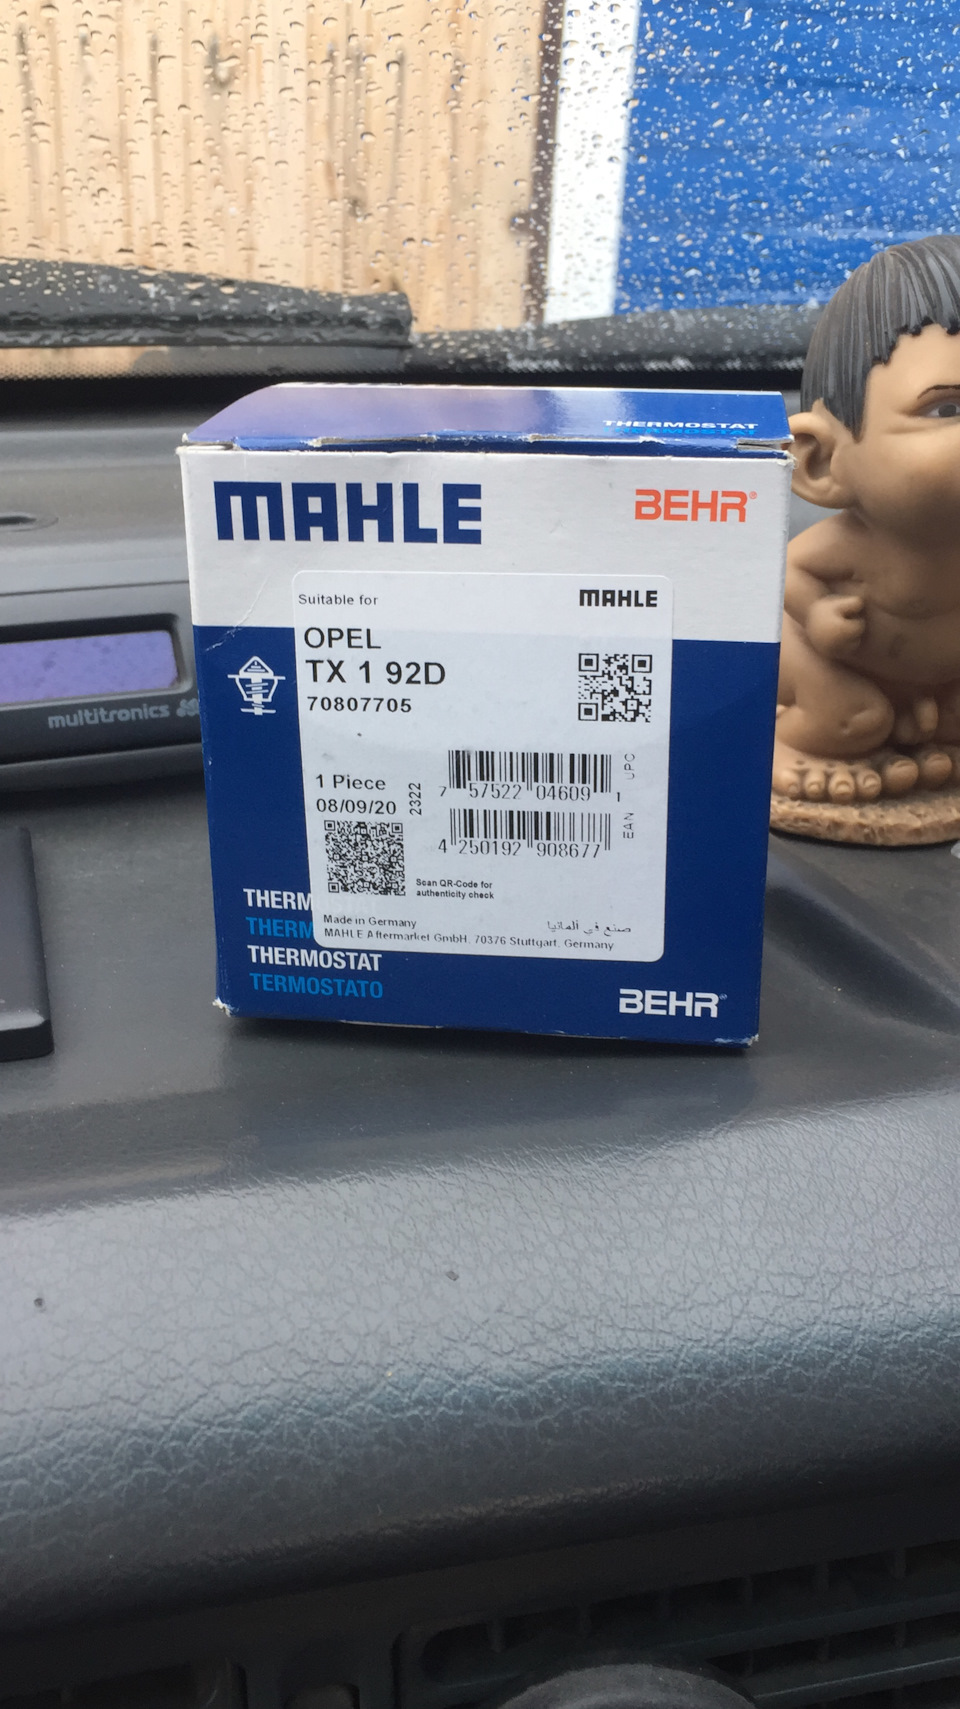 THERMOSTAT
MAHLE BEHR®
Suitable for MAHLE
OPEL
TX 1 92D
70807705
1 Piece
08/09/20
2322
7 57522 04609 1
UPC
4 250192 908677
EAN
Scan QR-Code for
authenticity check
Made in Germany صنع في ألمانيا
MAHLE Aftermarket GmbH, 70376 Stuttgart, Germany
THERMOSTAT
THERM
THERMOSTAT
TERMOSTATO
BEHR®
multitronics